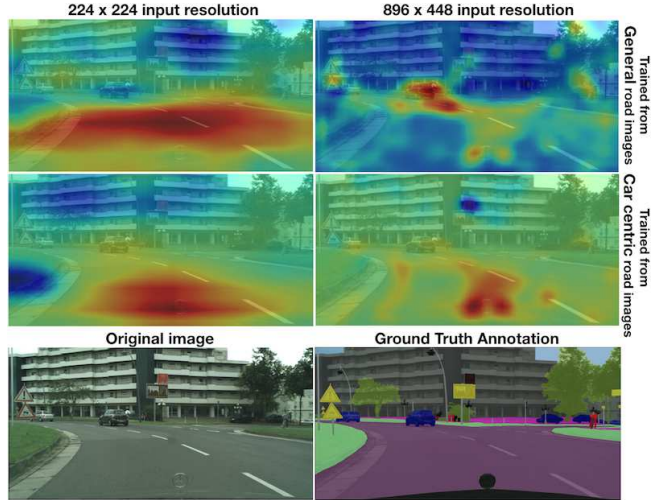 224 x 224 input resolution
896 x 448 input resolution
Trained from
General road images
Trained from
Car centric road images
Original image
Ground Truth Annotation